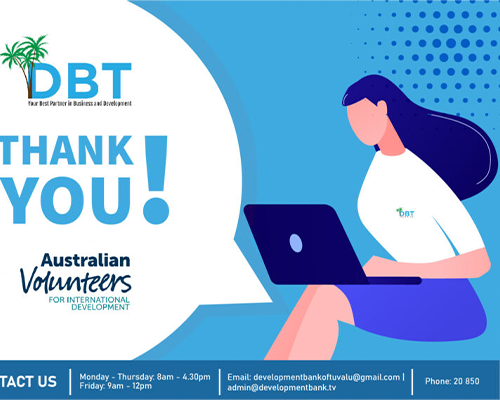 DBT
Your Best Partner in Business and Development
THANK
YOU!
Australian
Volunteers
FOR INTERNATIONAL
DEVELOPMENT
DBT
TACT US
Monday - Thursday: 8am - 4.30pm
Friday: 9am - 12pm
Email: developmentbankoftuvalu@gmail.com |
admin@developmentbank.tv
Phone: 20 850